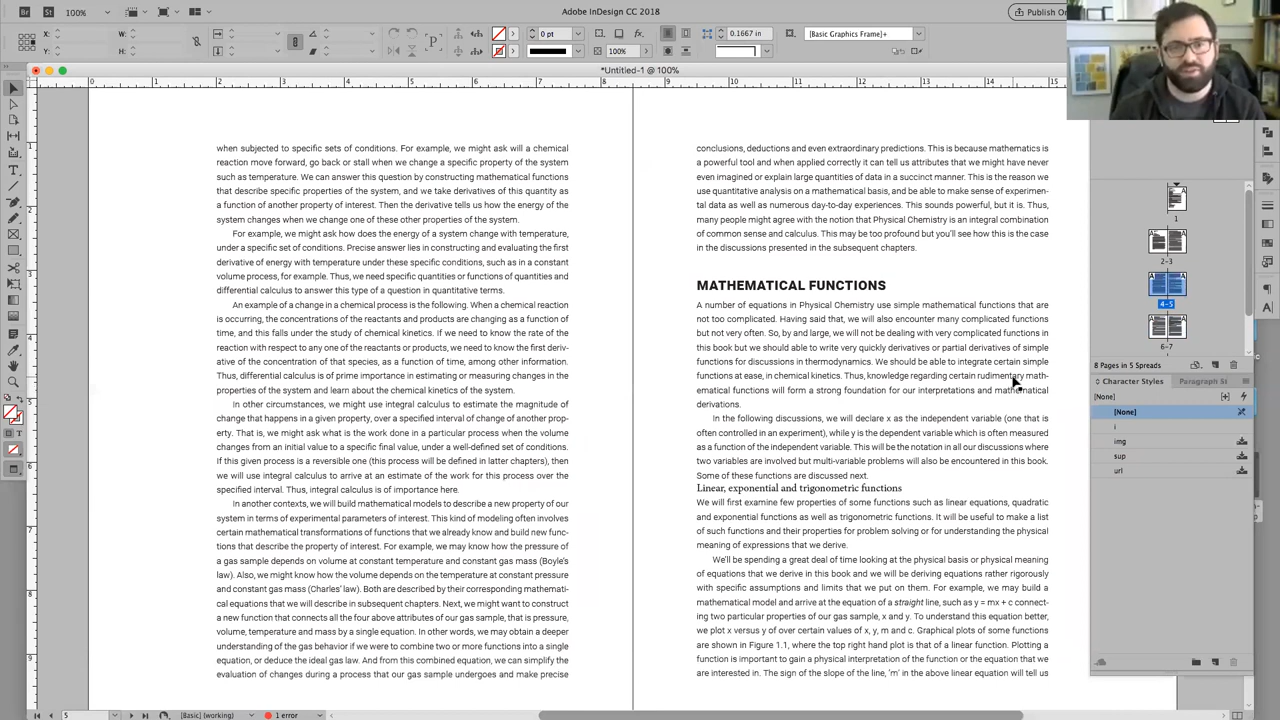 Br
St
100%
Adobe InDesign CC 2018
Publish On
X:
Y:
W:
H:
0 pt
100%
0.1667 in
[Basic Graphics Frame]+
*Untitled-1 @ 100%
0 1 2 3 4 5 6 7 8 9 10 11 12 13 14 15
when subjected to specific sets of conditions. For example, we might ask will a chemical
reaction move forward, go back or stall when we change a specific property of the system
such as temperature. We can answer this question by constructing mathematical functions
that describe specific properties of the system, and we take derivatives of this quantity as
a function of another property of interest. Then the derivative tells us how the energy of the
system changes when we change one of these other properties of the system.
For example, we might ask how does the energy of a system change with temperature,
under a specific set of conditions. Precise answer lies in constructing and evaluating the first
derivative of energy with temperature under these specific conditions, such as in a constant
volume process, for example. Thus, we need specific quantities or functions of quantities and
differential calculus to answer this type of a question in quantitative terms.
An example of a change in a chemical process is the following. When a chemical reaction
is occurring, the concentrations of the reactants and products are changing as a function of
time, and this falls under the study of chemical kinetics. If we need to know the rate of the
reaction with respect to any one of the reactants or products, we need to know the first deriv-
ative of the concentration of that species, as a function of time, among other information.
Thus, differential calculus is of prime importance in estimating or measuring changes in the
properties of the system and learn about the chemical kinetics of the system.
In other circumstances, we might use integral calculus to estimate the magnitude of
change that happens in a given property, over a specified interval of change of another prop-
erty. That is, we might ask what is the work done in a particular process when the volume
changes from an initial value to a specific final value, under a well-defined set of conditions.
If this given process is a reversible one (this process will be defined in latter chapters), then
we will use integral calculus to arrive at an estimate of the work for this process over the
specified interval. Thus, integral calculus is of importance here.
In another contexts, we will build mathematical models to describe a new property of our
system in terms of experimental parameters of interest. This kind of modeling often involves
certain mathematical transformations of functions that we already know and build new func-
tions that describe the property of interest. For example, we may know how the pressure of
a gas sample depends on volume at constant temperature and constant gas mass (Boyle's
law). Also, we might know how the volume depends on the temperature at constant pressure
and constant gas mass (Charles' law). Both are described by their corresponding mathemati-
cal equations that we will describe in subsequent chapters. Next, we might want to construct
a new function that connects all the four above attributes of our gas sample, that is pressure,
volume, temperature and mass by a single equation. In other words, we may obtain a deeper
understanding of the gas behavior if we were to combine two or more functions into a single
equation, or deduce the ideal gas law. And from this combined equation, we can simplify the
evaluation of changes during a process that our gas sample undergoes and make precise
conclusions, deductions and even extraordinary predictions. This is because mathematics is
a powerful tool and when applied correctly it can tell us attributes that we might have never
even imagined or explain large quantities of data in a succinct manner. This is the reason we
use quantitative analysis on a mathematical basis, and be able to make sense of experimen-
tal data as well as numerous day-to-day experiences. This sounds powerful, but it is. Thus,
many people might agree with the notion that Physical Chemistry is an integral combination
of common sense and calculus. This may be too profound but you'll see how this is the case
in the discussions presented in the subsequent chapters.
MATHEMATICAL FUNCTIONS
A number of equations in Physical Chemistry use simple mathematical functions that are
not too complicated. Having said that, we will also encounter many complicated functions
but not very often. So, by and large, we will not be dealing with very complicated functions in
this book but we should be able to write very quickly derivatives or partial derivatives of simple
functions for discussions in thermodynamics. We should be able to integrate certain simple
functions at ease, in chemical kinetics. Thus, knowledge regarding certain rudimentary math-
ematical functions will form a strong foundation for our interpretations and mathematical
derivations.
In the following discussions, we will declare x as the independent variable (one that is
often controlled in an experiment), while y is the dependent variable which is often measured
as a function of the independent variable. This will be the notation in all our discussions where
two variables are involved but multi-variable problems will also be encountered in this book.
Some of these functions are discussed next.
Linear, exponential and trigonometric functions
We will first examine few properties of some functions such as linear equations, quadratic
and exponential functions as well as trigonometric functions. It will be useful to make a list
of such functions and their properties for problem solving or for understanding the physical
meaning of expressions that we derive.
We'll be spending a great deal of time looking at the physical basis or physical meaning
of equations that we derive in this book and we will be deriving equations rather rigorously
with specific assumptions and limits that we put on them. For example, we may build a
mathematical model and arrive at the equation of a straight line, such as y = mx + c connect-
ing two particular properties of our gas sample, x and y. To understand this equation better,
we plot x versus y of over certain values of x, y, m and c. Graphical plots of some functions
are shown in Figure 1.1, where the top right hand plot is that of a linear function. Plotting a
function is important to gain a physical interpretation of the function or the equation that we
are interested in. The sign of the slope of the line, 'm' in the above linear equation will tell us
1
2-3
4-5
6-7
8 Pages in 5 Spreads
Character Styles
Paragraph St
[None]
[None]
i
img
sup
url
5
[Basic] (working)
1 error